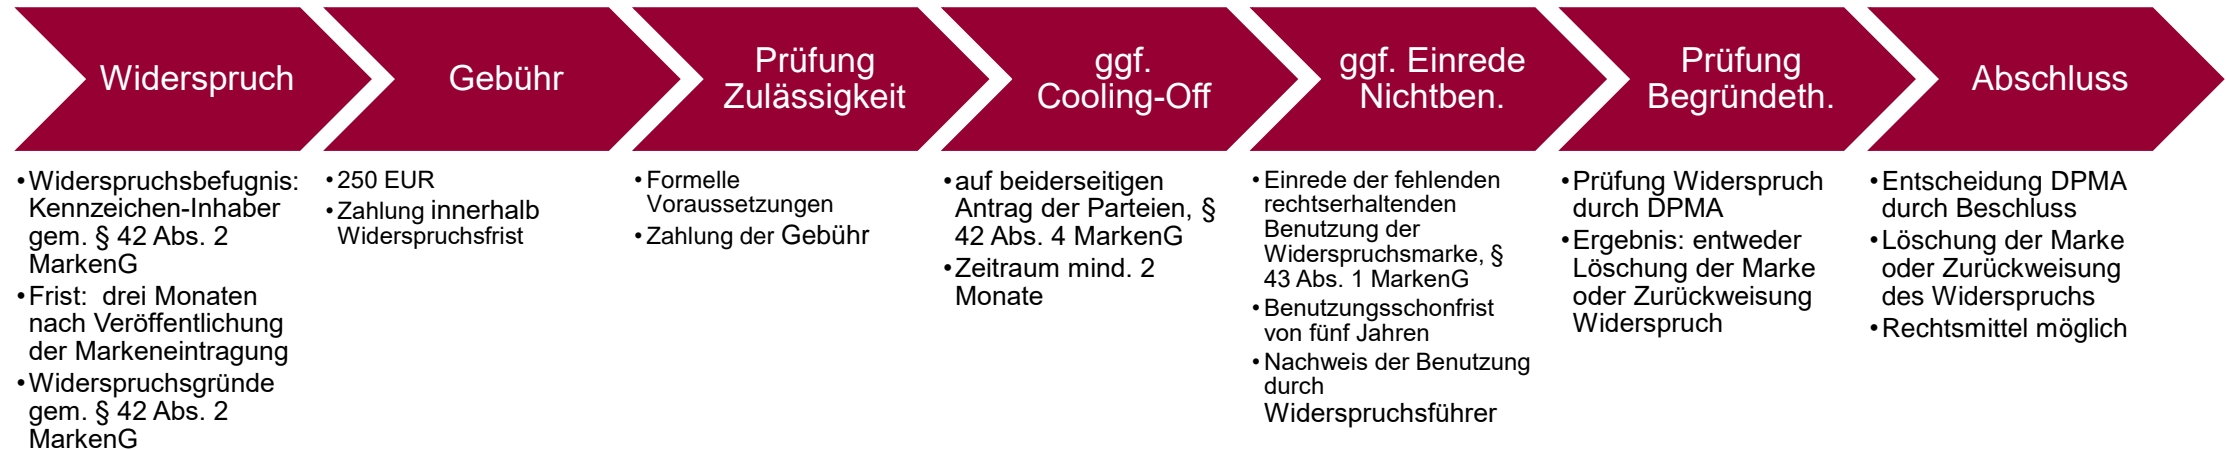 Widerspruch
Gebühr
Prüfung
Zulässigkeit
ggf.
Cooling-Off
ggf. Einrede
Nichtben.
Prüfung
Begründeth.
Abschluss
•Widerspruchsbefugnis:
Kennzeichen-Inhaber
gem. § 42 Abs. 2
MarkenG
•Frist: drei Monaten
nach Veröffentlichung
der Markeneintragung
•Widerspruchsgründe
gem. § 42 Abs. 2
MarkenG
•250 EUR
•Zahlung innerhalb
Widerspruchsfrist
•Formelle
Voraussetzungen
•Zahlung der Gebühr
•auf beiderseitigen
Antrag der Parteien, §
42 Abs. 4 MarkenG
•Zeitraum mind. 2
Monate
•Einrede der fehlenden
rechtserhaltenden
Benutzung der
Widerspruchsmarke, §
43 Abs. 1 MarkenG
•Benutzungsschonfrist
von fünf Jahren
•Nachweis der Benutzung
durch
Widerspruchsführer
•Prüfung Widerspruch
durch DPMA
•Ergebnis: entweder
Löschung der Marke
oder Zurückweisung
Widerspruch
•Entscheidung DPMA
durch Beschluss
•Löschung der Marke
oder Zurückweisung
des Widerspruchs
•Rechtsmittel möglich